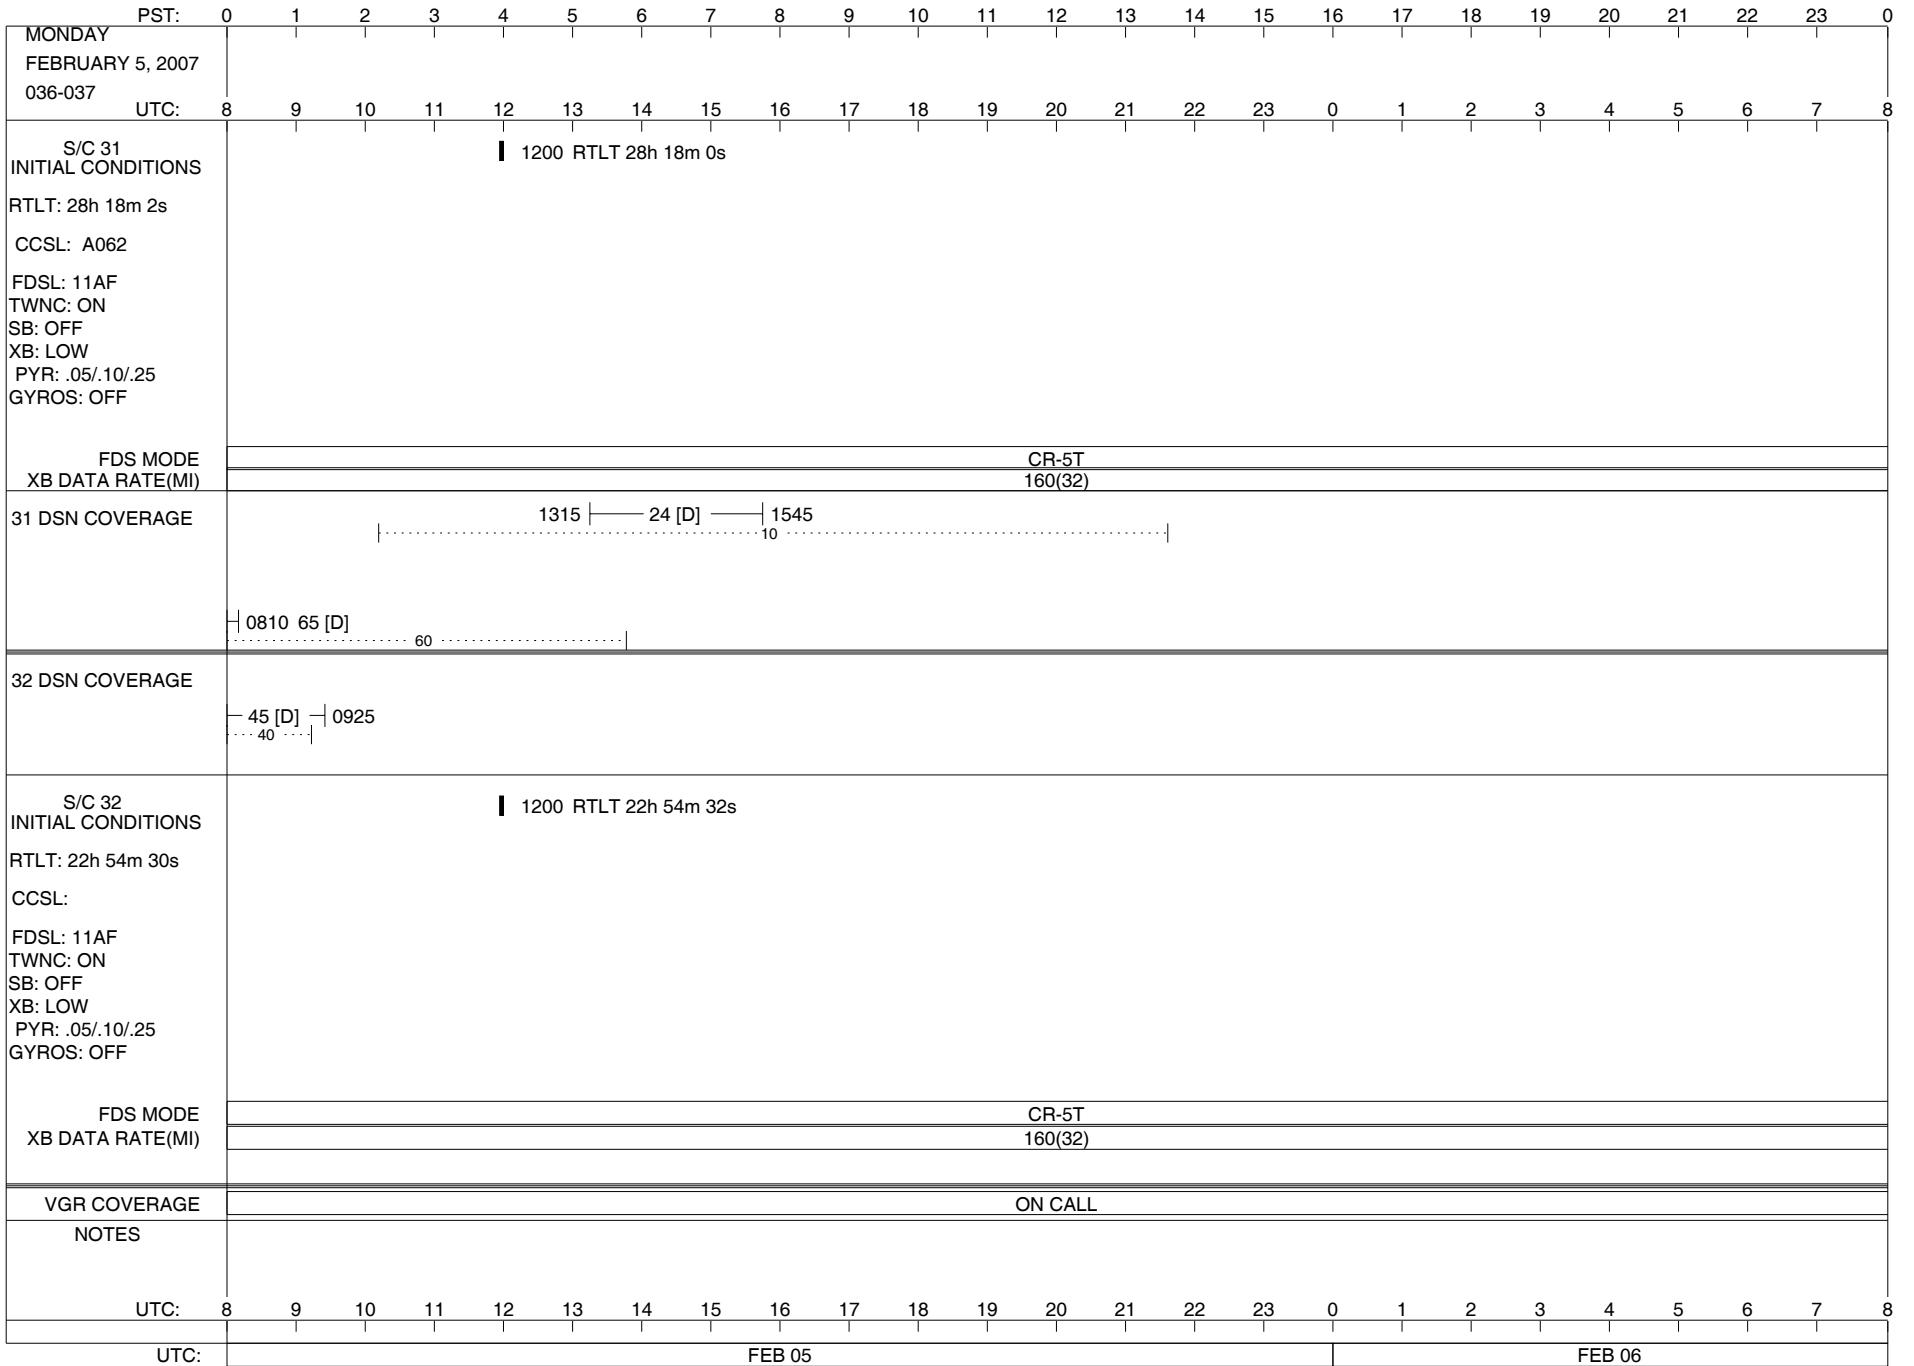 PST: 0 1 2 3 4 5 6 7 8 9 10 11 12 13 14 15 16 17 18 19 20 21 22 23 0
MONDAY
FEBRUARY 5, 2007
036-037
UTC: 8 9 10 11 12 13 14 15 16 17 18 19 20 21 22 23 0 1 2 3 4 5 6 7 8
S/C 31
INITIAL CONDITIONS
1200 RTLT 28h 18m 0s
RTLT: 28h 18m 2s
CCSL: A062
FDSL: 11AF
TWNC: ON
SB: OFF
XB: LOW
PYR: .05/.10/.25
GYROS: OFF
FDS MODE CR-5T
XB DATA RATE(MI) 160(32)
31 DSN COVERAGE
1315 24 [D] 1545
10
0810 65 [D]
60
32 DSN COVERAGE
45 [D] 0925
40
S/C 32
INITIAL CONDITIONS
1200 RTLT 22h 54m 32s
RTLT: 22h 54m 30s
CCSL:
FDSL: 11AF
TWNC: ON
SB: OFF
XB: LOW
PYR: .05/.10/.25
GYROS: OFF
FDS MODE CR-5T
XB DATA RATE(MI) 160(32)
VGR COVERAGE ON CALL
NOTES
UTC: 8 9 10 11 12 13 14 15 16 17 18 19 20 21 22 23 0 1 2 3 4 5 6 7 8
UTC: FEB 05 FEB 06